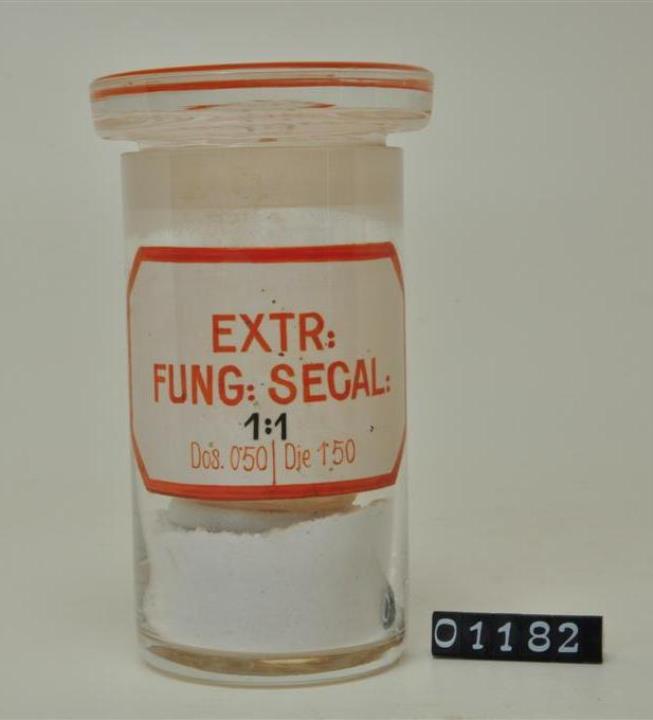 EXTR:
FUNG: SECAL:
1:1
Dos. 0'50 | Dje 1'50
01182